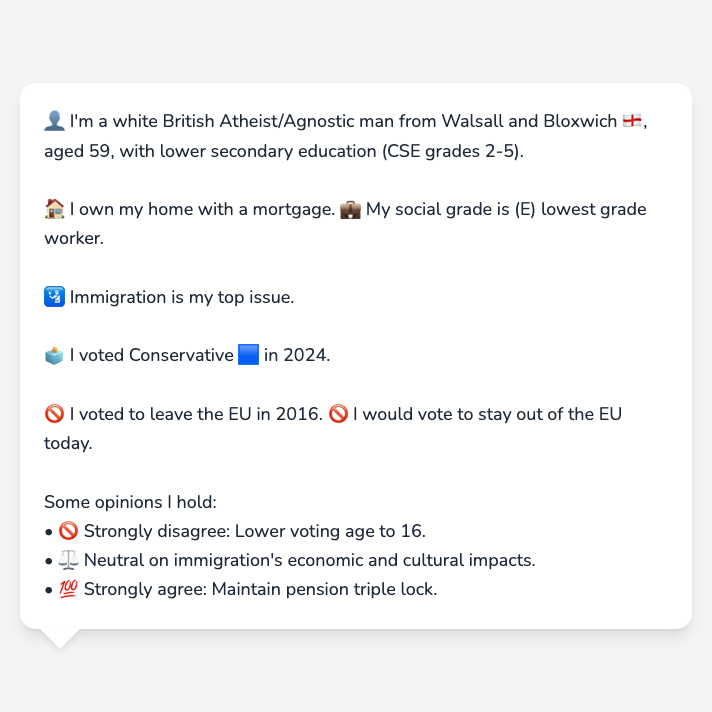 👤 I'm a white British Atheist/Agnostic man from Walsall and Bloxwich 🏴󠁧󠁢󠁥󠁮󠁧󠁿,
aged 59, with lower secondary education (CSE grades 2-5).
🏠 I own my home with a mortgage. 💼 My social grade is (E) lowest grade
worker.
🛂 Immigration is my top issue.
🗳️ I voted Conservative 🟦 in 2024.
🚫 I voted to leave the EU in 2016. 🚫 I would vote to stay out of the EU
today.
Some opinions I hold:
• 🚫 Strongly disagree: Lower voting age to 16.
• ⚖️ Neutral on immigration's economic and cultural impacts.
• 💯 Strongly agree: Maintain pension triple lock.